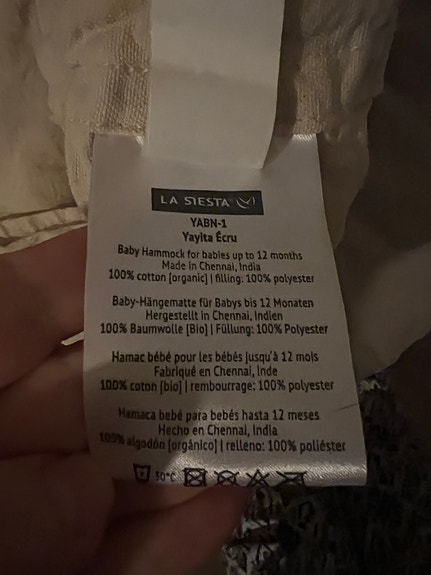 LA SIESTA
YABN-1
Yayita Écru
Baby Hammock for babies up to 12 months
Made in Chennai, India
100% cotton [organic] | filling: 100% polyester
Baby-Hängematte für Babys bis 12 Monaten
Hergestellt in Chennai, Indien
100% Baumwolle [Bio] | Füllung: 100% Polyester
Hamac bébé pour les bébés jusqu'à 12 mois
Fabriqué en Chennai, Inde
100% coton [bio] | rembourrage: 100% polyester
Hamaca bebé para bebés hasta 12 meses
Hecho en Chennai, India
100% algodón [orgánico] | relleno: 100% poliéster
30°C